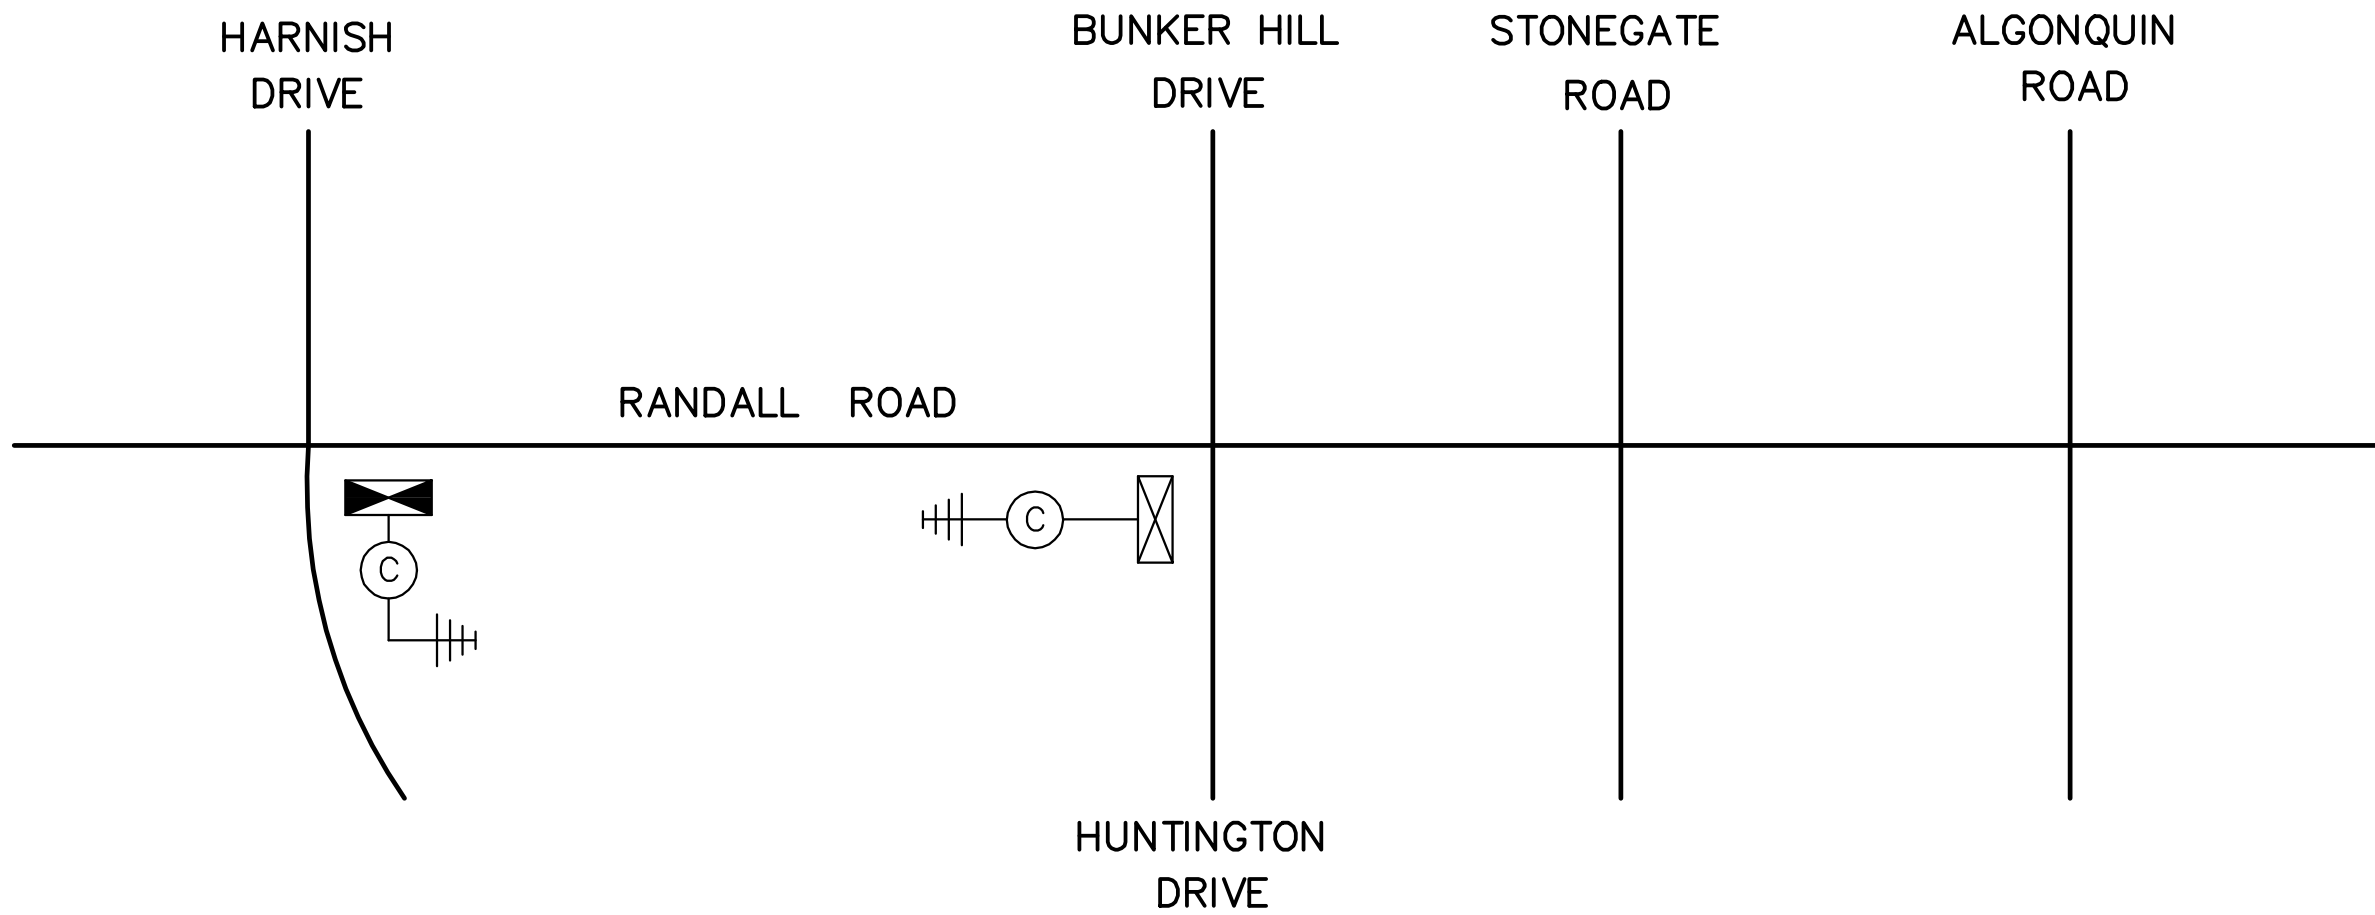 HARNISH
DRIVE
BUNKER HILL
DRIVE
STONEGATE
ROAD
ALGONQUIN
ROAD
RANDALL ROAD
C
C
HUNTINGTON
DRIVE